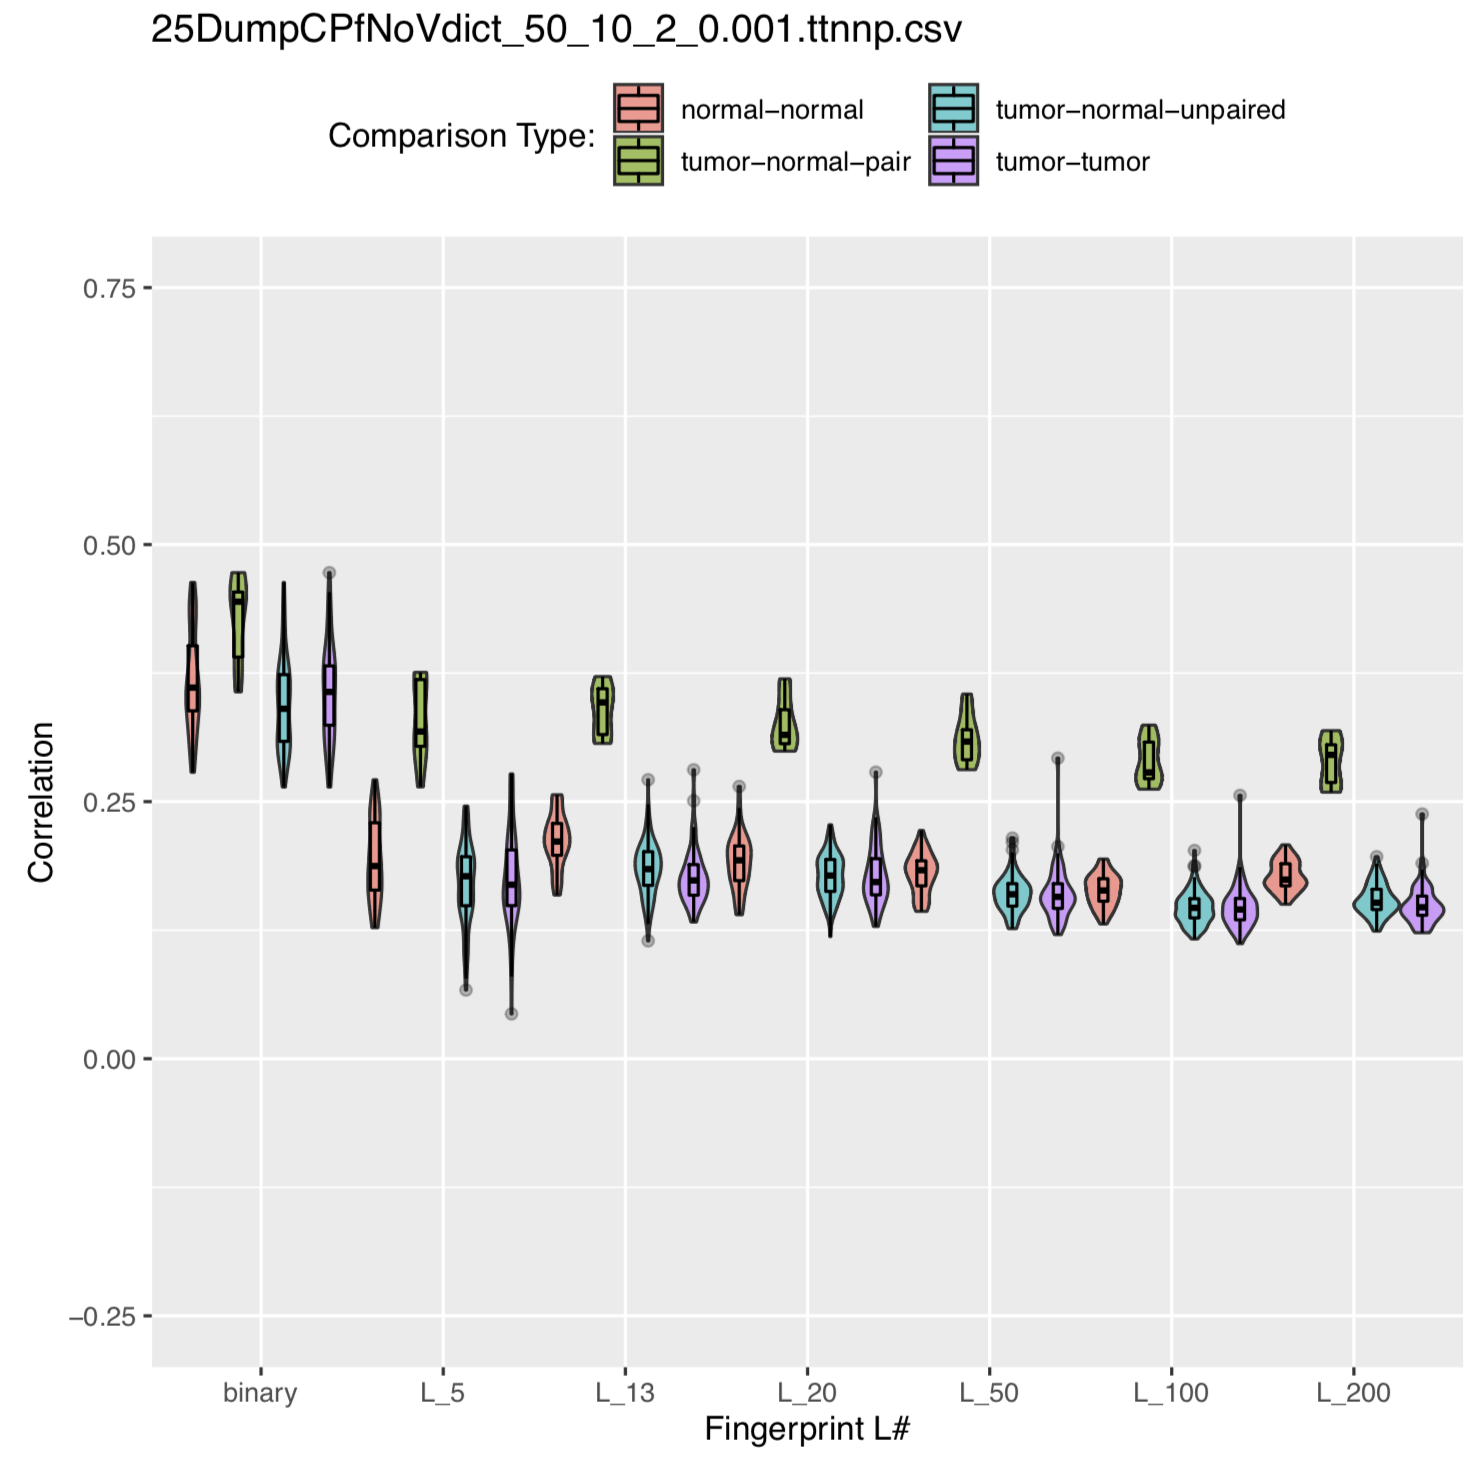 25DumpCPfNoVdict_50_10_2_0.001.ttnnp.csv
Comparison Type:
normal−normal
tumor−normal−pair
tumor−normal−unpaired
tumor−tumor
Correlation
0.75
0.50
0.25
0.00
−0.25
binary L_5 L_13 L_20 L_50 L_100 L_200
Fingerprint L#